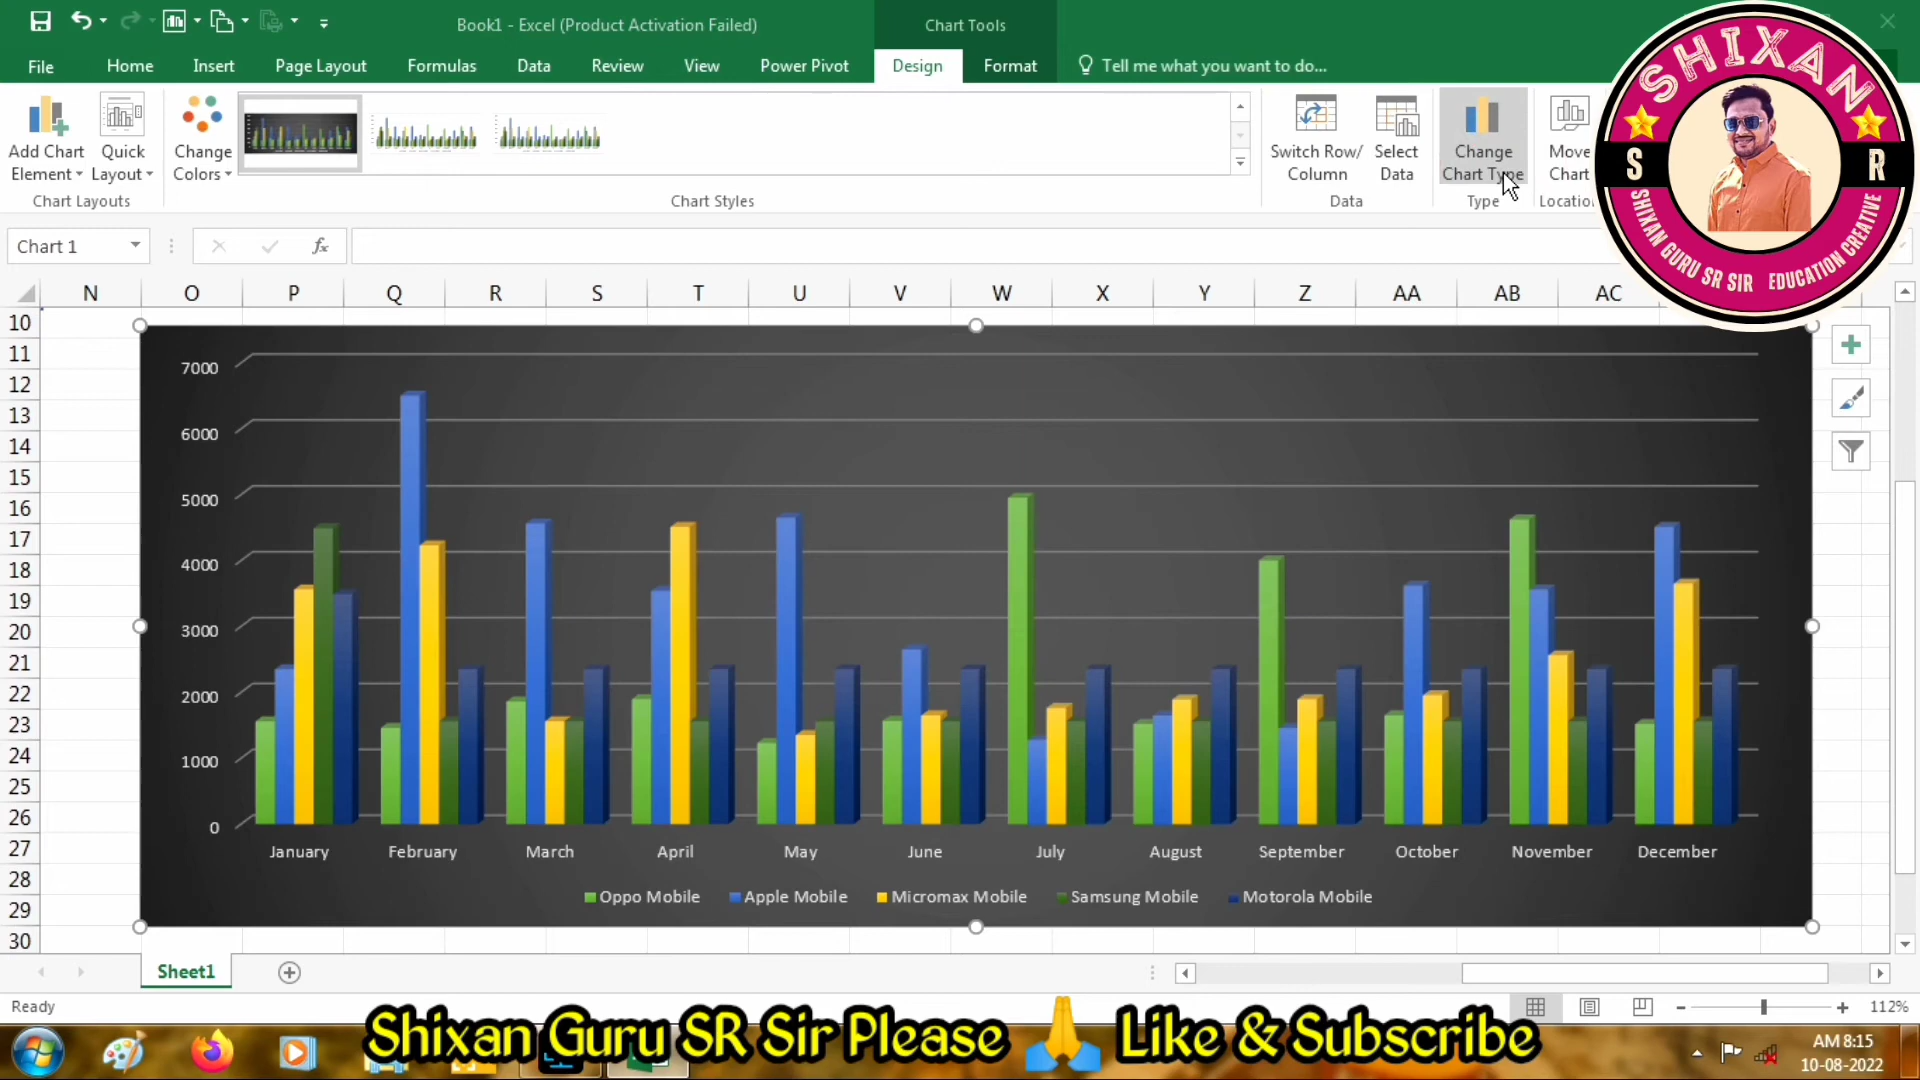 Book1 - Excel (Product Activation Failed)
Chart Tools
File Home Insert Page Layout Formulas Data Review View Power Pivot Design Format Tell me what you want to do...
Add Chart Element
Quick Layout
Chart Layouts
Change Colors
Chart Styles
Switch Row/ Column
Select Data
Data
Change Chart Type
Type
Move Chart
Location
SHIXAN
S R
SHIXAN GURU SR SIR EDUCATION CREATIVE
Chart 1
fx
N O P Q R S T U V W X Y Z AA AB AC
10
11
12
13
14
15
16
17
18
19
20
21
22
23
24
25
26
27
28
29
30
7000
6000
5000
4000
3000
2000
1000
0
January February March April May June July August September October November December
Oppo Mobile Apple Mobile Micromax Mobile Samsung Mobile Motorola Mobile
Sheet1
Ready
112%
Shixan Guru SR Sir Please 🙏 Like & Subscribe
AM 8:15
10-08-2022